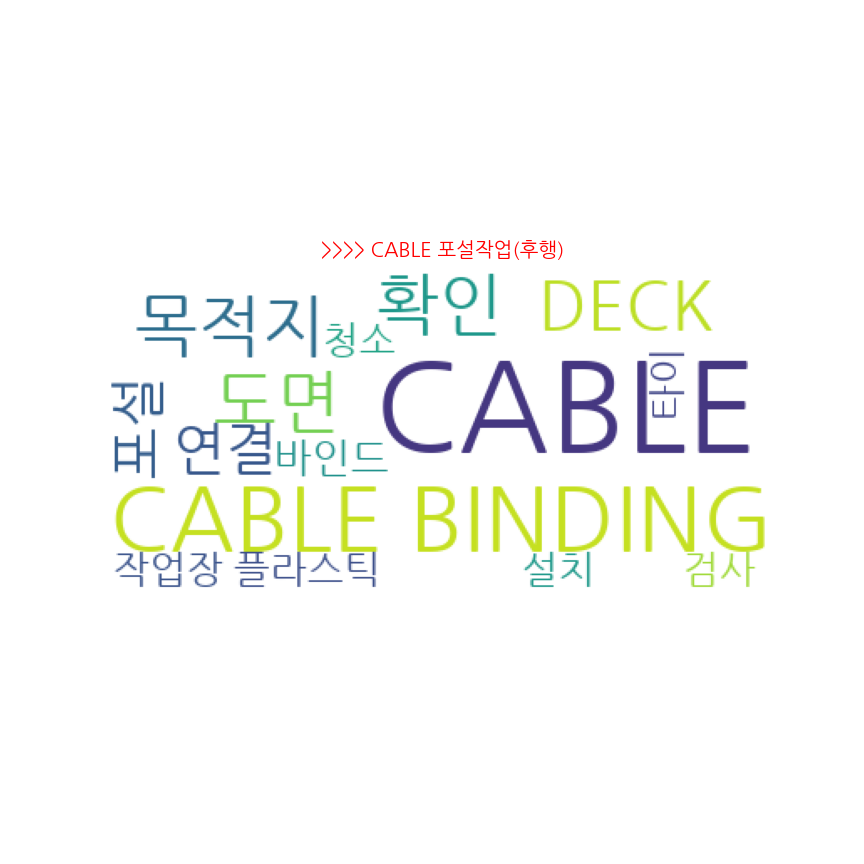 >>>> CABLE 포설작업(후행)
목적지 확인 DECK
청소
포설 도면 CABLE 타이
연결 바인드
CABLE BINDING
작업장 플라스틱 설치 검사